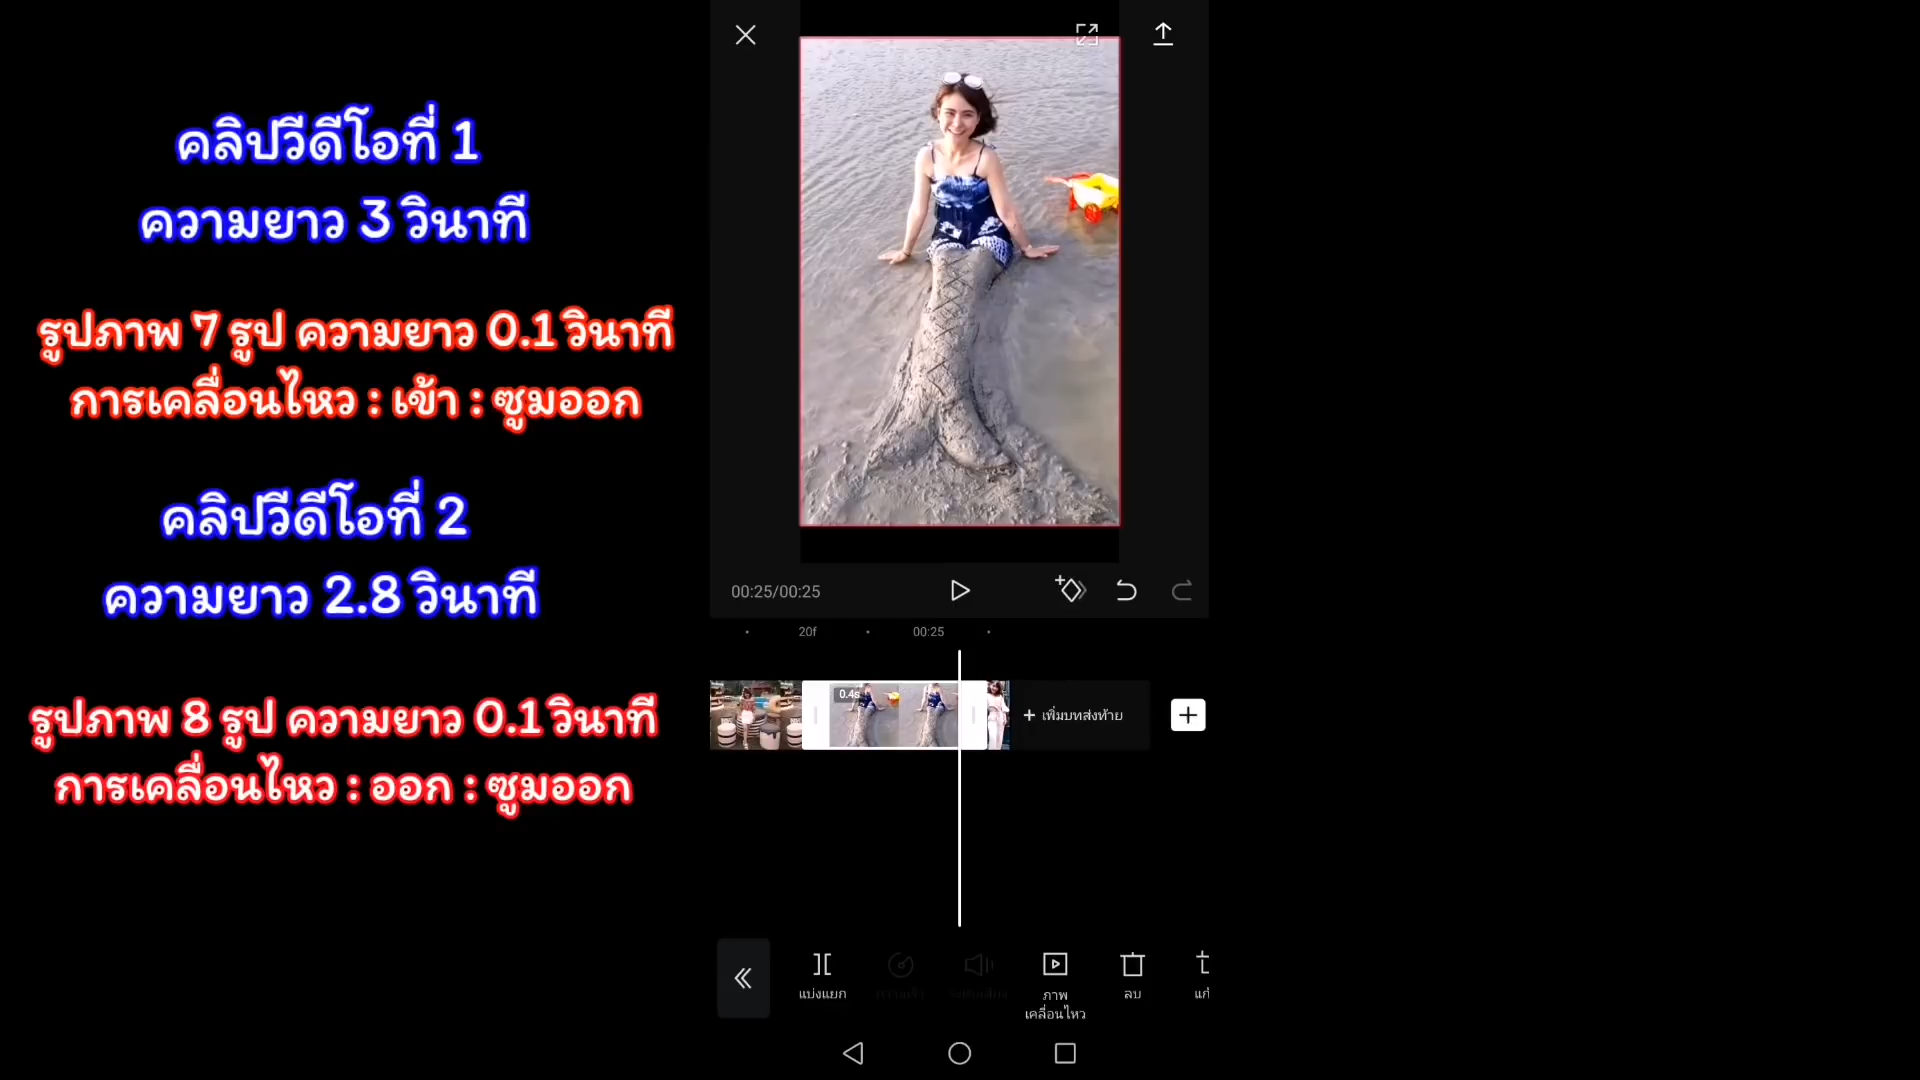 คลิปวีดีโอที่ 1
ความยาว 3 วินาที
รูปภาพ 7 รูป ความยาว 0.1 วินาที
การเคลื่อนไหว : เข้า : ซูมออก
คลิปวีดีโอที่ 2
ความยาว 2.8 วินาที
รูปภาพ 8 รูป ความยาว 0.1 วินาที
การเคลื่อนไหว : ออก : ซูมออก
00:25/00:25
20f
00:25
0.4s
+ เพิ่มบทส่งท้าย
แบ่งแยก
ภาพ
เคลื่อนไหว
ลบ